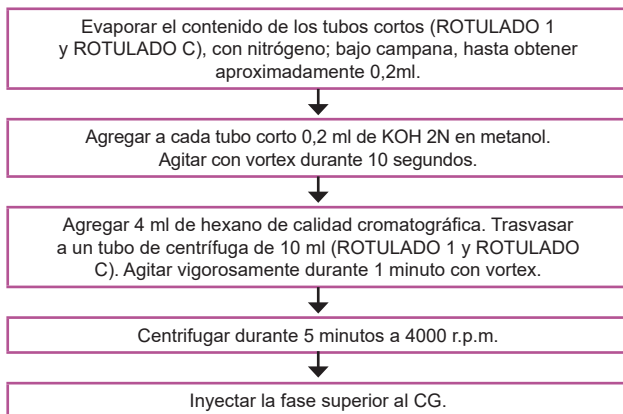 Evaporar el contenido de los tubos cortos (ROTULADO 1
y ROTULADO C), con nitrógeno; bajo campana, hasta obtener
aproximadamente 0,2ml.
Agregar a cada tubo corto 0,2 ml de KOH 2N en metanol.
Agitar con vortex durante 10 segundos.
Agregar 4 ml de hexano de calidad cromatográfica. Trasvasar
a un tubo de centrífuga de 10 ml (ROTULADO 1 y ROTULADO
C). Agitar vigorosamente durante 1 minuto con vortex.
Centrifugar durante 5 minutos a 4000 r.p.m.
Inyectar la fase superior al CG.